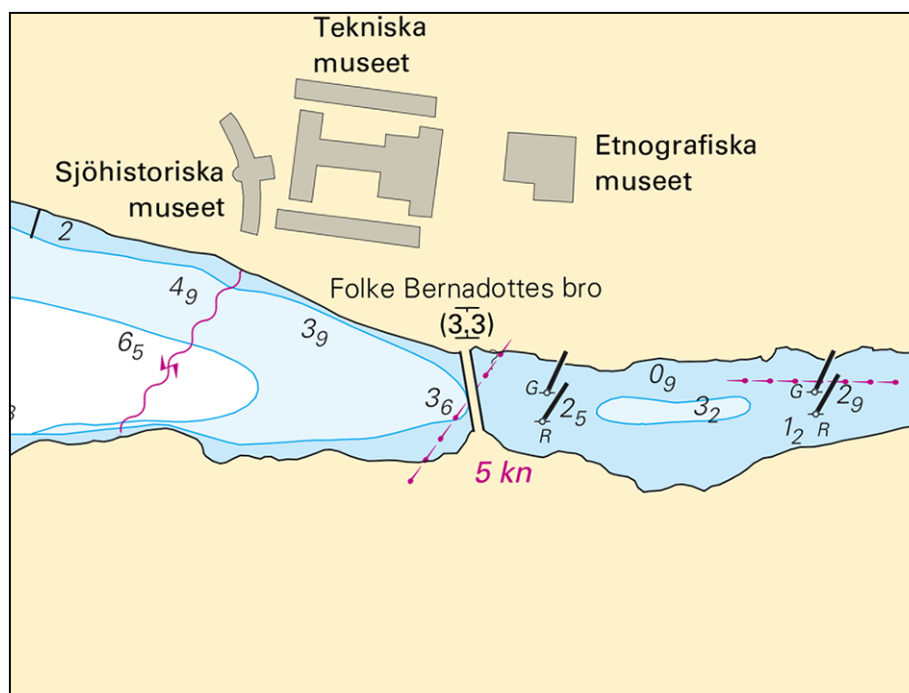 Tekniska
museet
Etnografiska
museet
Sjöhistoriska
museet
2
Folke Bernadottes bro
(3,3)
4₉
3₉
6₅
0₉
G
2₉
3₆
2₅
3₂
G
1₂
R
R
5 kn